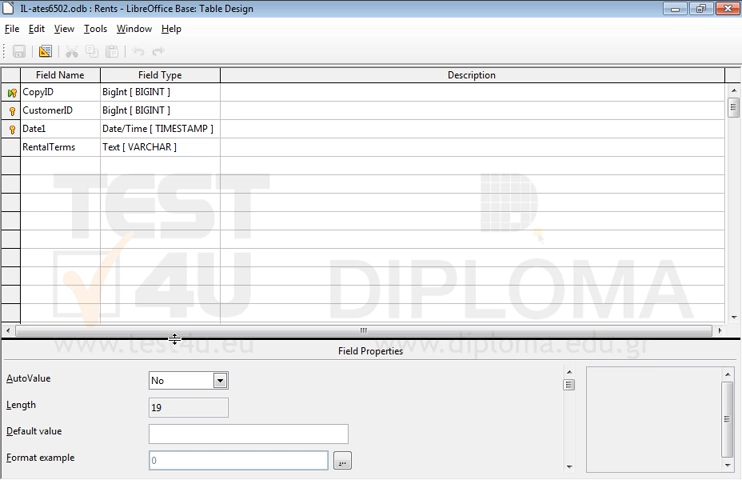 IL-ates6502.odb : Rents - LibreOffice Base: Table Design
File Edit View Tools Window Help
Field Name Field Type Description
CopyID BigInt [ BIGINT ]
CustomerID BigInt [ BIGINT ]
Date1 Date/Time [ TIMESTAMP ]
RentalTerms Text [ VARCHAR ]
TEST
4U DIPLOMA
www.test4u.eu www.diploma.edu.gr
Field Properties
AutoValue No
Length 19
Default value
Format example 0 ...